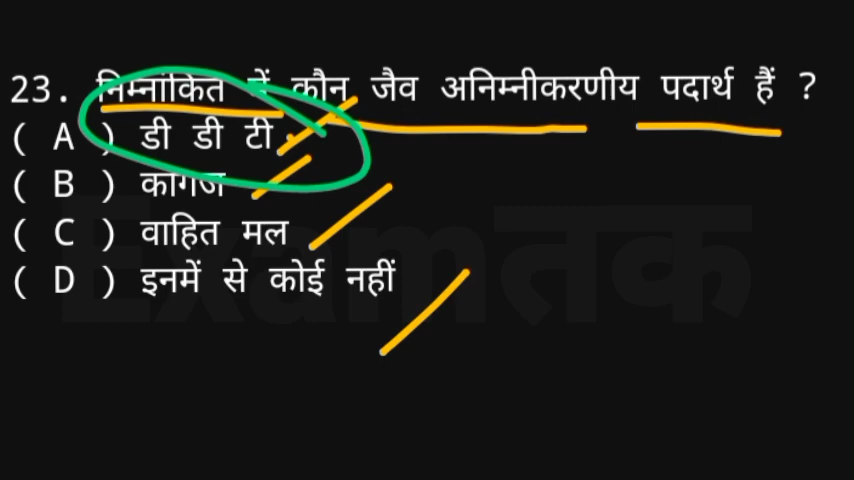 23. निम्नांकित में कौन जैव अनिम्नीकरणीय पदार्थ हैं ?
( A ) डी डी टी
( B ) कागज
( C ) वाहित मल
( D ) इनमें से कोई नहीं
Examतक